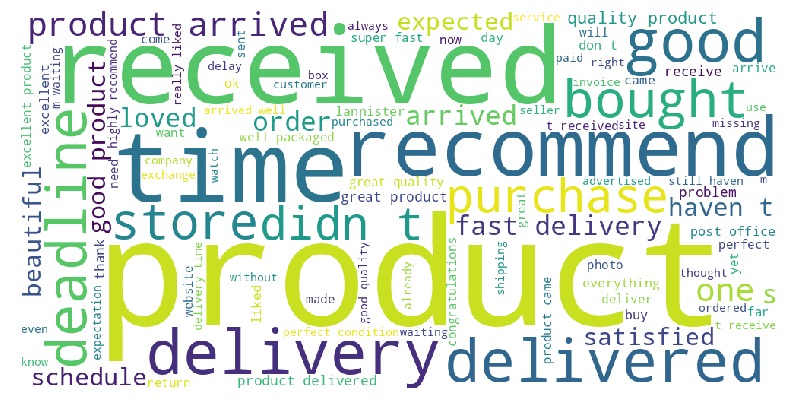 product arrived
always
expected
service
quality product
come
super fast
now
day
will
good
don t
paid
right
arrive
received
sent
really liked
highly recommend
delay
box
ok
customer
invoice
came
receive
excellent product
excellent
m waiting
bought
use
loved
arrived well
lannister
arrived
seller
order
purchased
t received
site
missing
want
well packaged
deadline
good product
need
time
recommend
company
exchange
watch
great quality
great product
advertised
still haven
m
problem
beautiful
purchase
haven t
store
didn t
great
fast delivery
post office
perfect
thank
expectation
product
website
delivery time
without
liked
made
good quality
already
congratulations
shipping
photo
everything
deliver
thought
yet
one
s
ordered
far
buy
t receive
even
know
perfect condition
waiting
product came
satisfied
delivery
delivered
schedule
return
product delivered